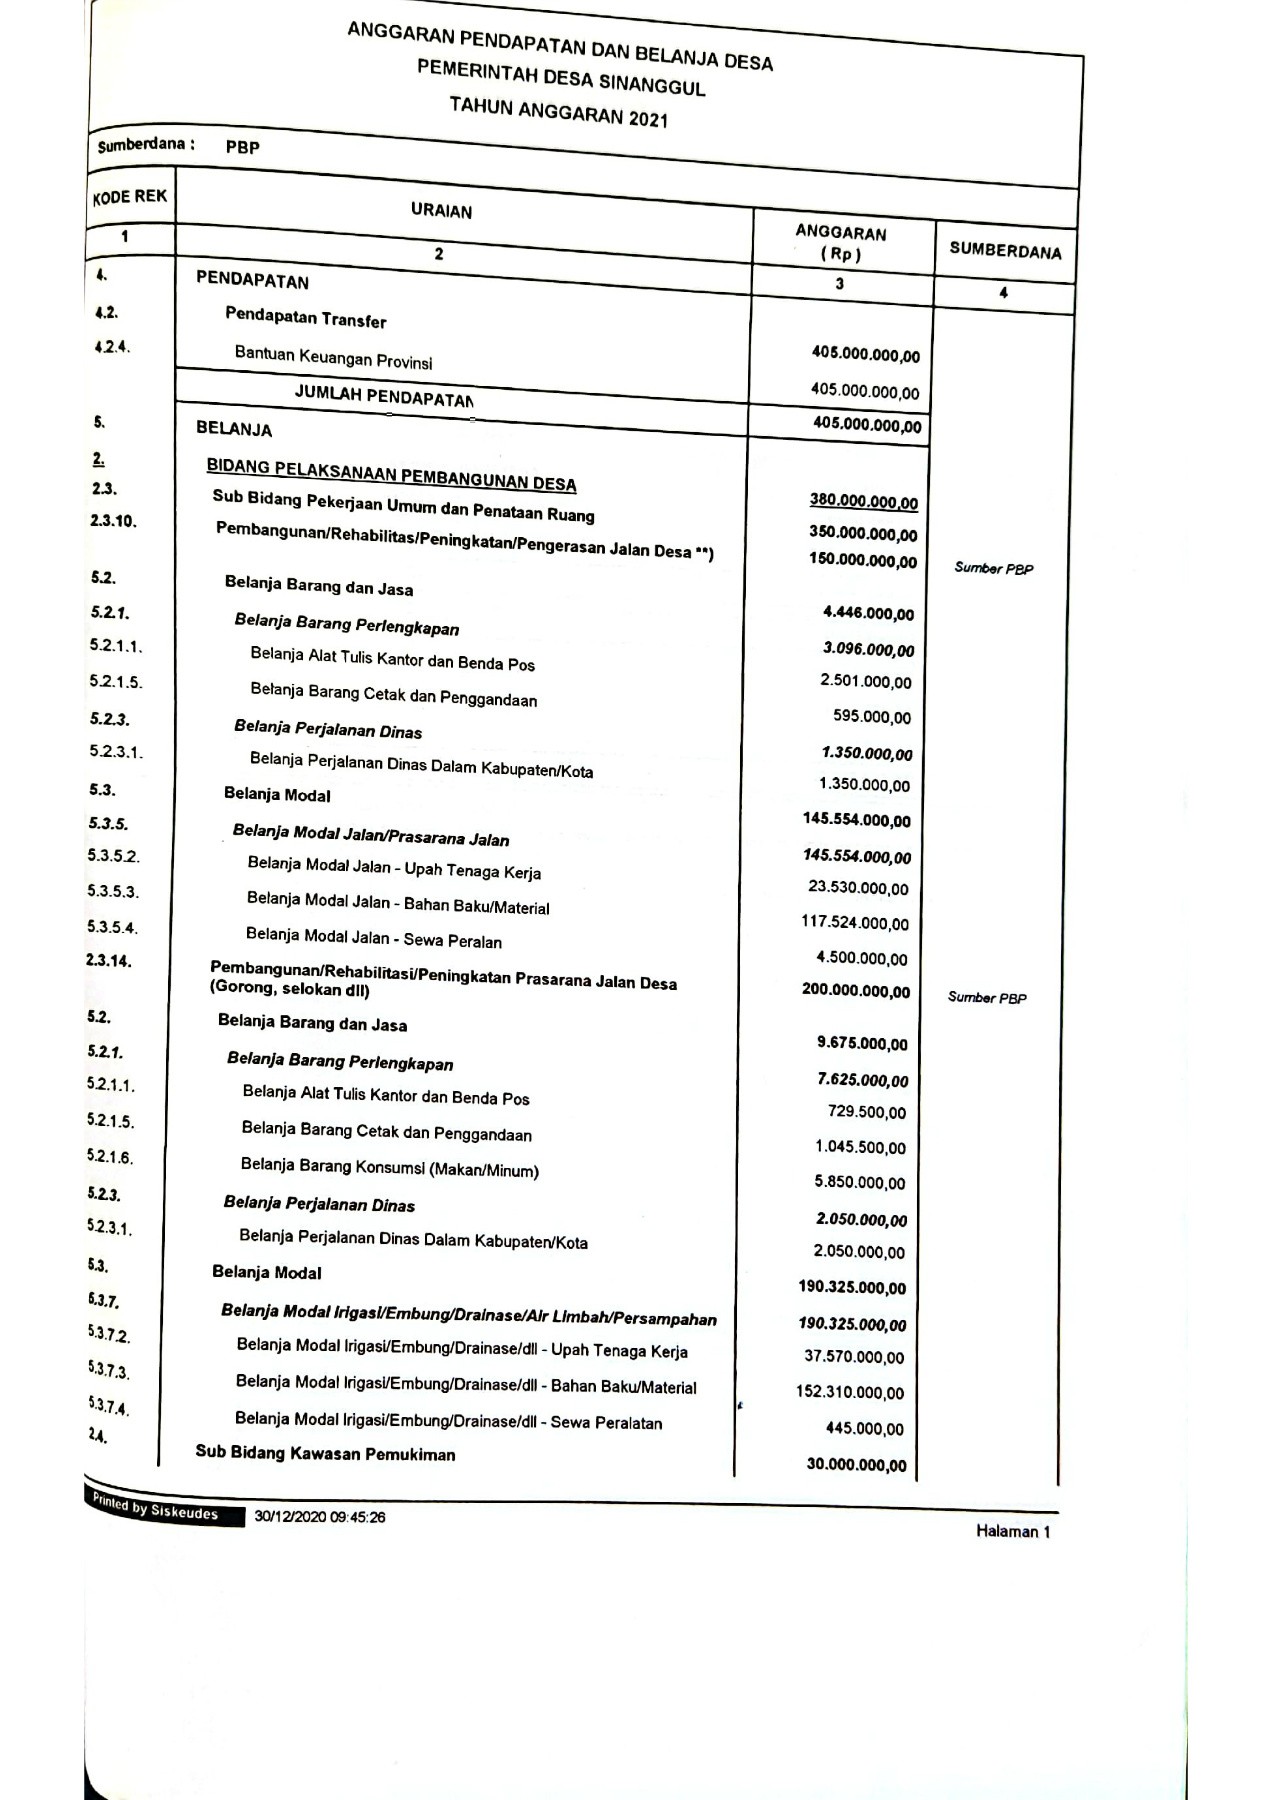 ANGGARAN PENDAPATAN DAN BELANJA DESA
PEMERINTAH DESA SINANGGUL
TAHUN ANGGARAN 2021
Sumberdana : PBP
KODE REK URAIAN ANGGARAN ( Rp ) SUMBERDANA
1 2 3 4
4. PENDAPATAN
4.2. Pendapatan Transfer 405.000.000,00
4.2.4. Bantuan Keuangan Provinsi 405.000.000,00
JUMLAH PENDAPATAN 405.000.000,00
5. BELANJA
2. BIDANG PELAKSANAAN PEMBANGUNAN DESA 380.000.000,00
2.3. Sub Bidang Pekerjaan Umum dan Penataan Ruang 350.000.000,00
2.3.10. Pembangunan/Rehabilitas/Peningkatan/Pengerasan Jalan Desa **) 150.000.000,00 Sumber PBP
5.2. Belanja Barang dan Jasa 4.446.000,00
5.2.1. Belanja Barang Perlengkapan 3.096.000,00
5.2.1.1. Belanja Alat Tulis Kantor dan Benda Pos 2.501.000,00
5.2.1.5. Belanja Barang Cetak dan Penggandaan 595.000,00
5.2.3. Belanja Perjalanan Dinas 1.350.000,00
5.2.3.1. Belanja Perjalanan Dinas Dalam Kabupaten/Kota 1.350.000,00
5.3. Belanja Modal 145.554.000,00
5.3.5. Belanja Modal Jalan/Prasarana Jalan 145.554.000,00
5.3.5.2. Belanja Modal Jalan - Upah Tenaga Kerja 23.530.000,00
5.3.5.3. Belanja Modal Jalan - Bahan Baku/Material 117.524.000,00
5.3.5.4. Belanja Modal Jalan - Sewa Peralan 4.500.000,00
2.3.14. Pembangunan/Rehabilitasi/Peningkatan Prasarana Jalan Desa 200.000.000,00 Sumber PBP
(Gorong, selokan dll)
5.2. Belanja Barang dan Jasa 9.675.000,00
5.2.1. Belanja Barang Perlengkapan 7.625.000,00
5.2.1.1. Belanja Alat Tulis Kantor dan Benda Pos 729.500,00
5.2.1.5. Belanja Barang Cetak dan Penggandaan 1.045.500,00
5.2.1.6. Belanja Barang Konsumsi (Makan/Minum) 5.850.000,00
5.2.3. Belanja Perjalanan Dinas 2.050.000,00
5.2.3.1. Belanja Perjalanan Dinas Dalam Kabupaten/Kota 2.050.000,00
5.3. Belanja Modal 190.325.000,00
5.3.7. Belanja Modal Irigasi/Embung/Drainase/Air Limbah/Persampahan 190.325.000,00
5.3.7.2. Belanja Modal Irigasi/Embung/Drainase/dll - Upah Tenaga Kerja 37.570.000,00
5.3.7.3. Belanja Modal Irigasi/Embung/Drainase/dll - Bahan Baku/Material 152.310.000,00
5.3.7.4. Belanja Modal Irigasi/Embung/Drainase/dll - Sewa Peralatan 445.000,00
2.4. Sub Bidang Kawasan Pemukiman 30.000.000,00
Printed by Siskeudes 30/12/2020 09:45:26 Halaman 1